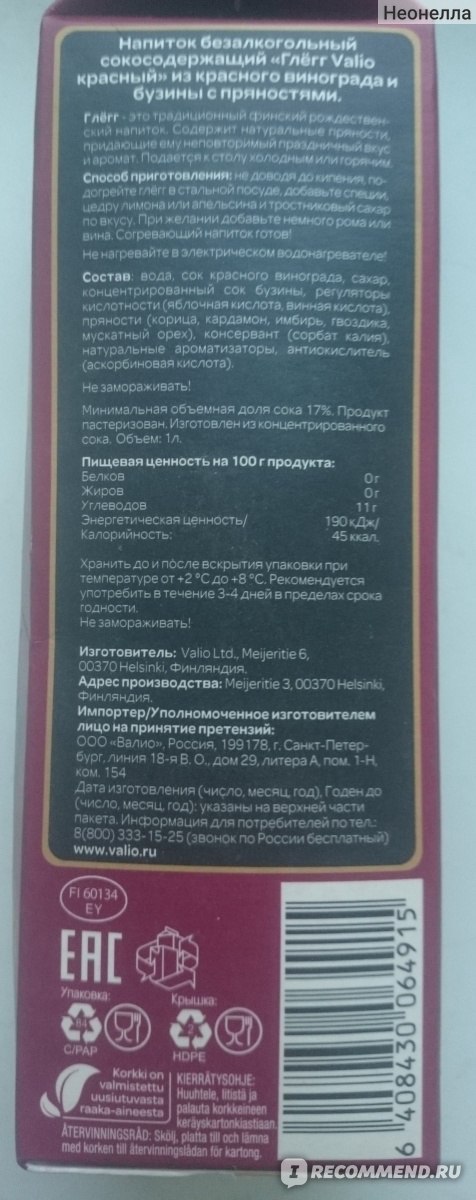 Неонелла
Напиток безалкогольный
сокосодержащий «Глёгг Valio
красный» из красного винограда и
бузины с пряностями.
Глёгг - это традиционный финский рождествен-
ский напиток. Содержит натуральные пряности,
придающие ему неповторимый праздничный вкус
и аромат. Подается к столу холодным или горячим.
Способ приготовления: не доводя до кипения, по-
догрейте глёгг в стальной посуде, добавьте специи,
цедру лимона или апельсина и тростниковый сахар
по вкусу. При желании добавьте немного рома или
вина. Согревающий напиток готов!
Не нагревайте в электрическом водонагревателе!
Состав: вода, сок красного винограда, сахар,
концентрированный сок бузины, регуляторы
кислотности (яблочная кислота, винная кислота),
пряности (корица, кардамон, имбирь, гвоздика,
мускатный орех), консервант (сорбат калия),
натуральные ароматизаторы, антиокислитель
(аскорбиновая кислота).
Не замораживать!
Минимальная объемная доля сока 17%. Продукт
пастеризован. Изготовлен из концентрированного
сока. Объем: 1л.
Пищевая ценность на 100 г продукта:
Белков 0 г
Жиров 0 г
Углеводов 11 г
Энергетическая ценность/ 190 кДж/
Калорийность: 45 ккал.
Хранить до и после вскрытия упаковки при
температуре от +2 °С до +8 °С. Рекомендуется
употребить в течение 3-4 дней в пределах срока
годности.
Не замораживать!
Изготовитель: Valio Ltd., Meijeritie 6,
00370 Helsinki, Финляндия.
Адрес производства: Meijeritie 3, 00370 Helsinki,
Финляндия.
Импортер/Уполномоченное изготовителем
лицо на принятие претензий:
ООО «Валио», Россия, 199178, г. Санкт-Петер-
бург, линия 18-я В. О., дом 29, литера А, пом. 1-Н,
ком. 154
Дата изготовления (число, месяц, год). Годен до
(число, месяц, год): указаны на верхней части
пакета. Информация для потребителей по тел.:
8(800) 333-15-25 (звонок по России бесплатный)
www.valio.ru
FI 60134
EY
EAC
Упаковка: Крышка:
84 2
C/PAP HDPE
Korkki on
valmistettu
uusiutuvasta
raaka-aineesta
KIERRÄTYSOHJE:
Huuhtele, litistä ja
palauta korkkeineen
keräyskartonkiastiaan.
ÅTERVINNINGSRÅD: Skölj, platta till och lämna
med korken till återvinningslådan för kartong.
6 408430 064915
IRECOMMEND.RU